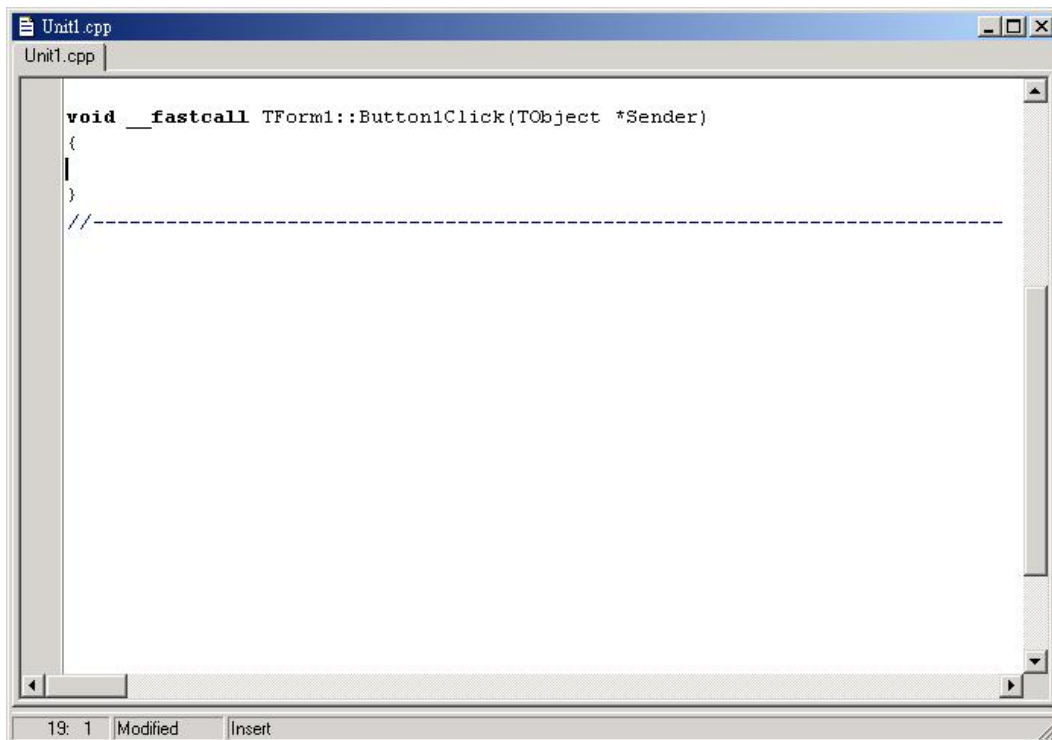 Unit1.cpp
Unit1.cpp
void __fastcall TForm1::Button1Click(TObject *Sender)
{
}
//---------------------------------------------------------------------------
19: 1 Modified Insert